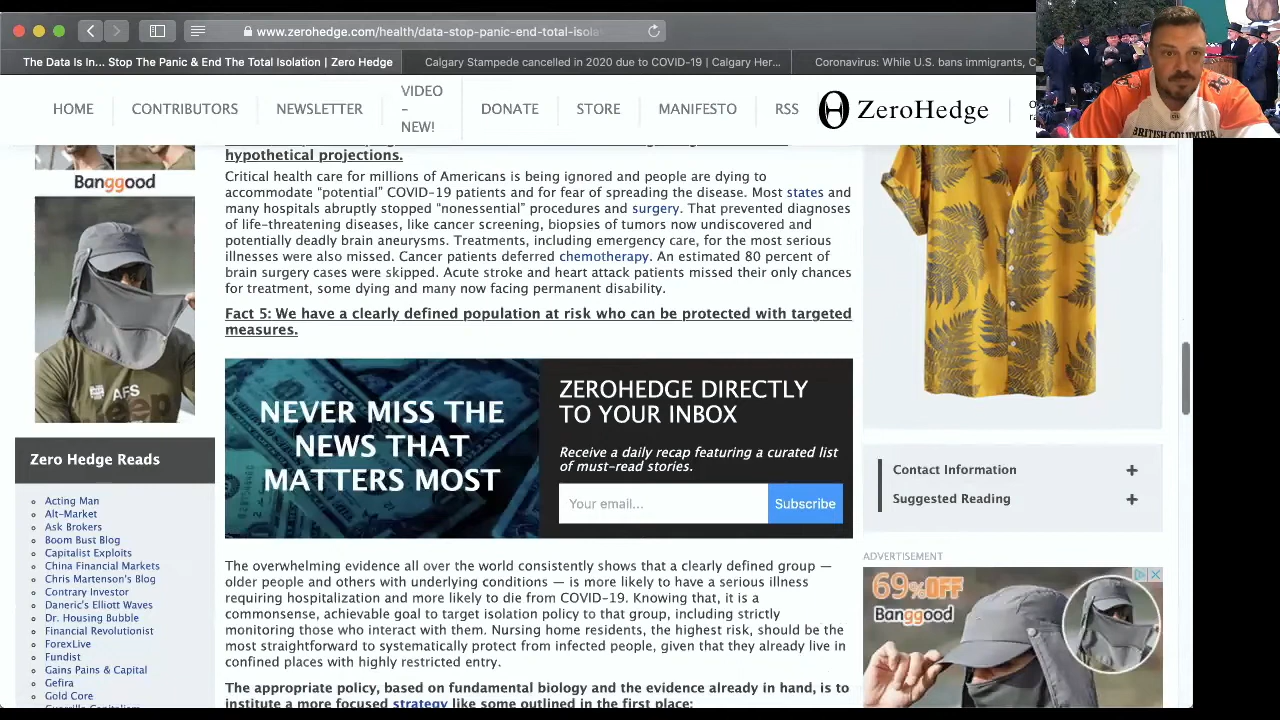 www.zerohedge.com/health/data-stop-panic-end-total-isola
The Data Is In... Stop The Panic & End The Total Isolation | Zero Hedge
Calgary Stampede cancelled in 2020 due to COVID-19 | Calgary Her...
Coronavirus: While U.S. bans immigrants, C
HOME
CONTRIBUTORS
NEWSLETTER
VIDEO
–
NEW!
DONATE
STORE
MANIFESTO
RSS
ZeroHedge
BRITISH COLUMBIA
Banggood
AFS
hypothetical projections.
Critical health care for millions of Americans is being ignored and people are dying to
accommodate “potential” COVID-19 patients and for fear of spreading the disease. Most states and
many hospitals abruptly stopped “nonessential” procedures and surgery. That prevented diagnoses
of life-threatening diseases, like cancer screening, biopsies of tumors now undiscovered and
potentially deadly brain aneurysms. Treatments, including emergency care, for the most serious
illnesses were also missed. Cancer patients deferred chemotherapy. An estimated 80 percent of
brain surgery cases were skipped. Acute stroke and heart attack patients missed their only chances
for treatment, some dying and many now facing permanent disability.
Fact 5: We have a clearly defined population at risk who can be protected with targeted
measures.
NEVER MISS THE
NEWS THAT
MATTERS MOST
ZEROHEDGE DIRECTLY
TO YOUR INBOX
Receive a daily recap featuring a curated list
of must-read stories.
Your email...
Subscribe
The overwhelming evidence all over the world consistently shows that a clearly defined group —
older people and others with underlying conditions — is more likely to have a serious illness
requiring hospitalization and more likely to die from COVID-19. Knowing that, it is a
commonsense, achievable goal to target isolation policy to that group, including strictly
monitoring those who interact with them. Nursing home residents, the highest risk, should be the
most straightforward to systematically protect from infected people, given that they already live in
confined places with highly restricted entry.
The appropriate policy, based on fundamental biology and the evidence already in hand, is to
institute a more focused strategy like some outlined in the first place:
Zero Hedge Reads
Acting Man
Alt-Market
Ask Brokers
Boom Bust Blog
Capitalist Exploits
China Financial Markets
Chris Martenson's Blog
Contrary Investor
Daneric's Elliott Waves
Dr. Housing Bubble
Financial Revolutionist
ForexLive
Fundist
Gains Pains & Capital
Gefira
Gold Core
Contact Information
Suggested Reading
ADVERTISEMENT
69%OFF
Banggood